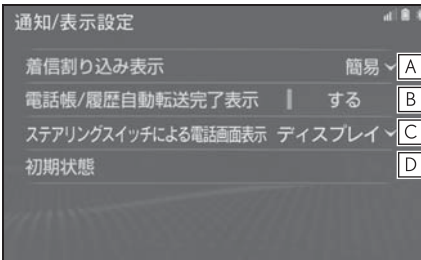 通知/表示設定
着信割り込み表示 簡易 A
電話帳/履歴自動転送完了表示 する B
ステアリングスイッチによる電話画面表示 ディスプレイ C
初期状態 D